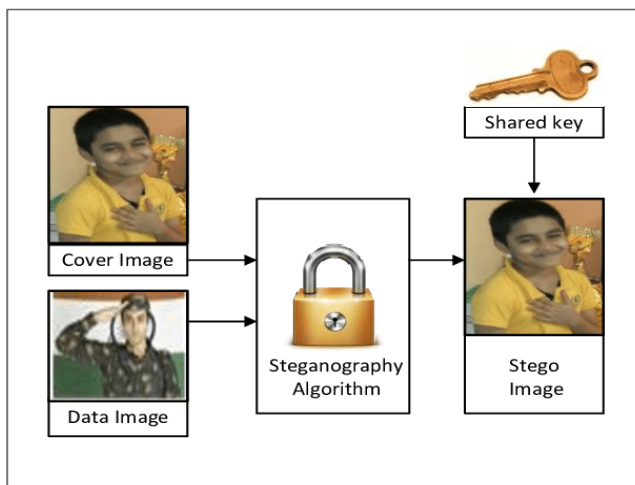 Shared key
Cover Image
Steganography
Algorithm
Stego
Image
Data Image